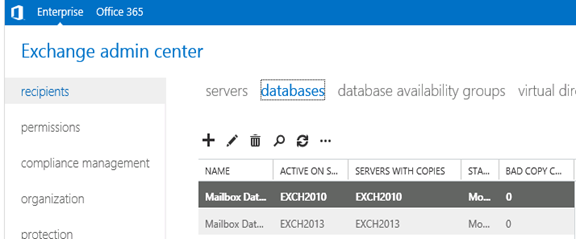 Enterprise Office 365
Exchange admin center
recipients
permissions
compliance management
organization
protection
servers databases database availability groups virtual dire
NAME ACTIVE ON S... SERVERS WITH COPIES STA... BAD COPY C...
Mailbox Dat... EXCH2010 EXCH2010 Mo... 0
Mailbox Dat... EXCH2013 EXCH2013 Mo... 0